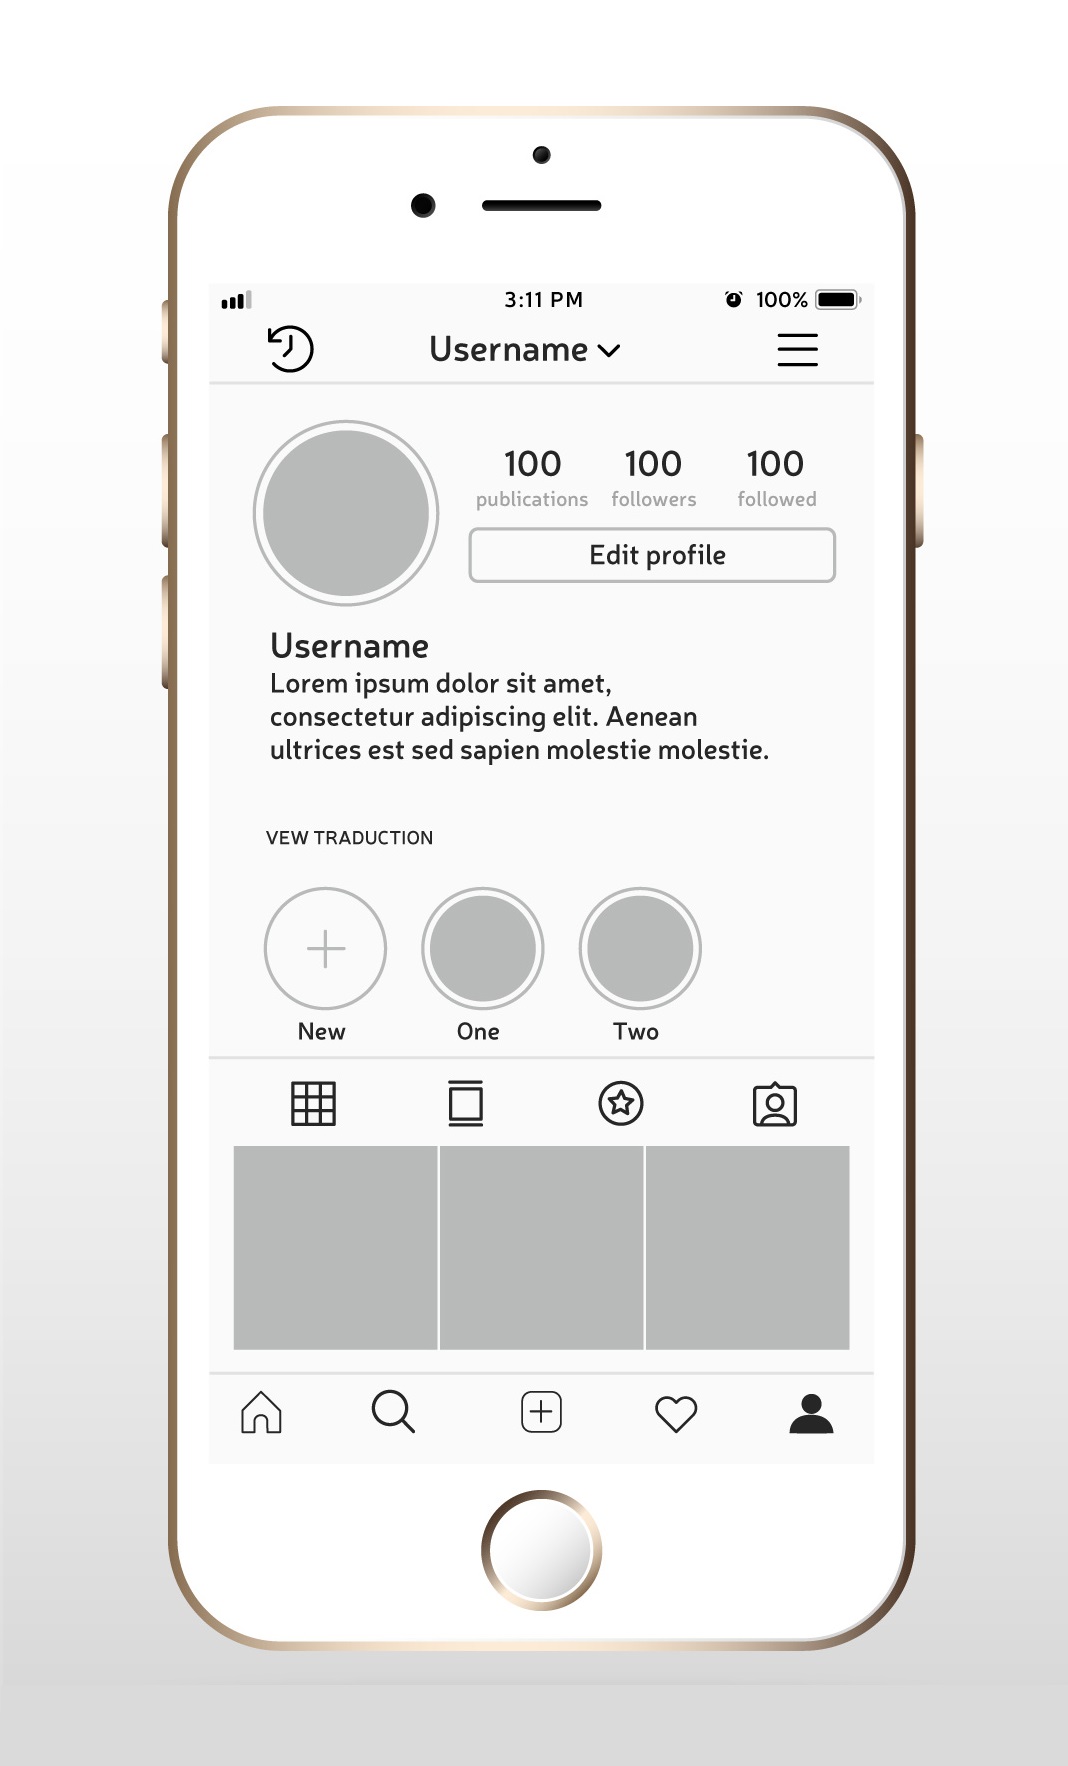 3:11 PM 100%
Username
100 100 100
publications followers followed
Edit profile
Username
Lorem ipsum dolor sit amet,
consectetur adipiscing elit. Aenean
ultrices est sed sapien molestie molestie.
VEW TRADUCTION
New One Two